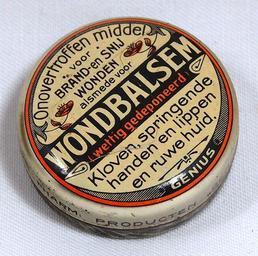 Onovertroffen middel
voor
BRAND-en SNIJ
WONDEN
alsmede voor
WONDBALSEM
(wettig gedeponeerd)
Kloven, springende
handen en lippen
en ruwe huid.
GENIUS
PHARM. PRODUCTEN